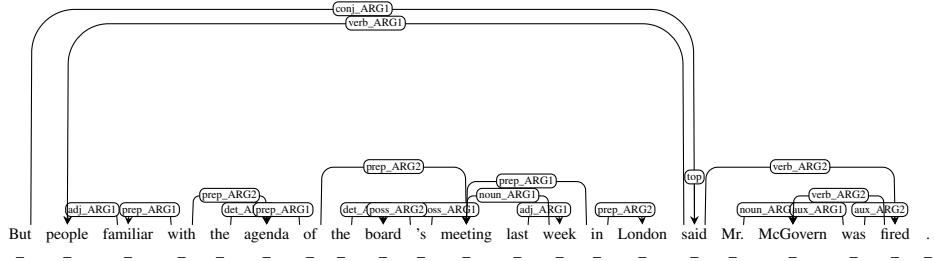 conj_ARG1
verb_ARG1
prep_ARG2 verb_ARG2
top prep_ARG1
prep_ARG2 noun_ARG1 verb_ARG2
adj_ARG1 prep_ARG1 det_A prep_ARG1 det_A poss_ARG2 oss_ARG1 adj_ARG1 prep_ARG2 noun_ARG aux_ARG1 aux_ARG2
But people familiar with the agenda of the board 's meeting last week in London said Mr. McGovern was fired .
_ _ _ _ _ _ _ _ _ _ _ _ _ _ _ _ _ _ _ _ _